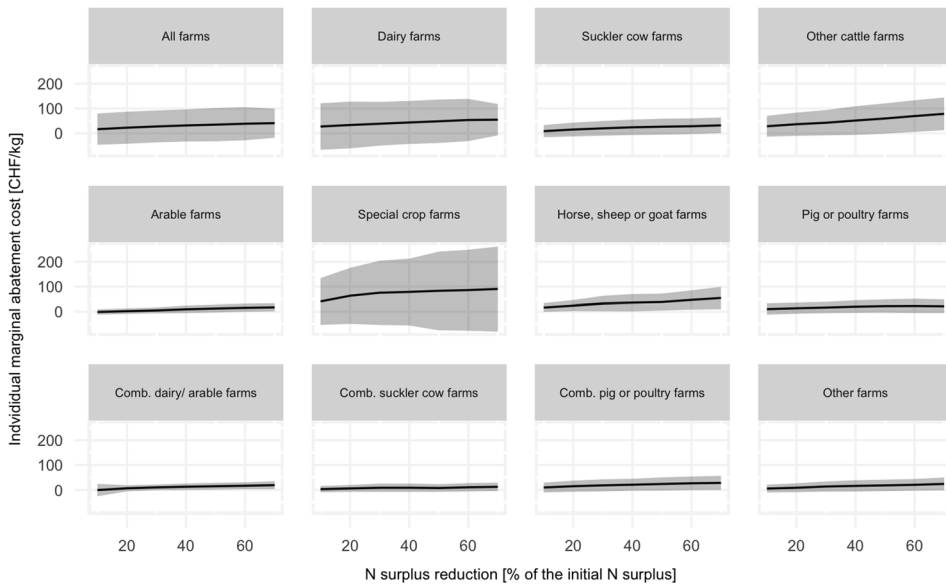 All farms
Dairy farms
Suckler cow farms
Other cattle farms
200
100
0
Arable farms
Special crop farms
Horse, sheep or goat farms
Pig or poultry farms
200
100
0
Comb. dairy/ arable farms
Comb. suckler cow farms
Comb. pig or poultry farms
Other farms
200
100
0
20 40 60
20 40 60
20 40 60
20 40 60
N surplus reduction [% of the initial N surplus]
Indvididual marginal abatement cost [CHF/kg]